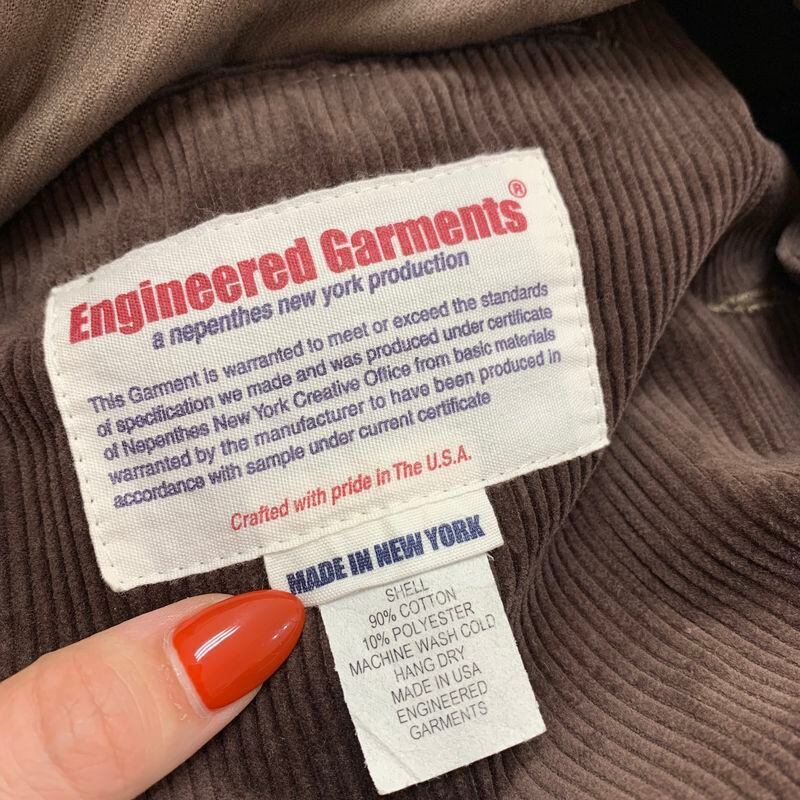 Engineered Garments®
a nepenthes new york production
This Garment is warranted to meet or exceed the standards
of specification we made and was produced under certificate
of Nepenthes New York Creative Office from basic materials
warranted by the manufacturer to have been produced in
accordance with sample under current certificate
Crafted with pride in The U.S.A.
MADE IN NEW YORK
SHELL
90% COTTON
10% POLYESTER
MACHINE WASH COLD
HANG DRY
MADE IN USA
ENGINEERED
GARMENTS